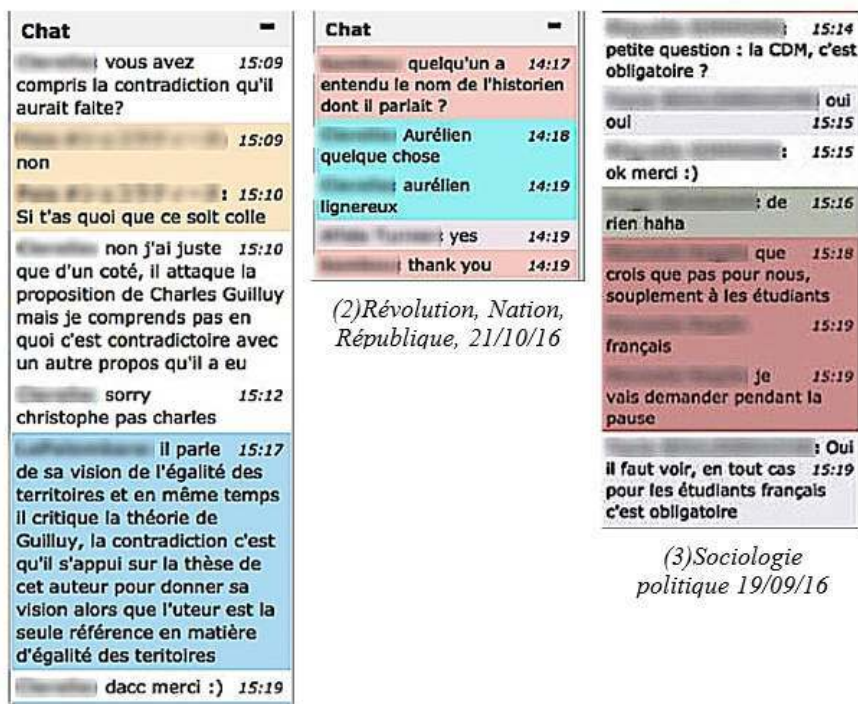 Chat
: vous avez 15:09
compris la contradiction qu'il
aurait faite?
15:09
non
: 15:10
Si t'as quoi que ce soit colle
non j'ai juste 15:10
que d'un coté, il attaque la
proposition de Charles Guilluy
mais je comprends pas en
quoi c'est contradictoire avec
un autre propos qu'il a eu
sorry 15:12
christophe pas charles
il parle 15:17
de sa vision de l'égalité des
territoires et en même temps
il critique la théorie de
Guilluy, la contradiction c'est
qu'il s'appui sur la thèse de
cet auteur pour donner sa
vision alors que l'uteur est la
seule référence en matière
d'égalité des teritoires
dacc merci :) 15:19
Chat
quelqu'un a 14:17
entendu le nom de l'historien
dont il parlait ?
: Aurélien 14:18
quelque chose
: aurélien 14:19
lignereux
: yes 14:19
: thank you 14:19
(2)Révolution, Nation,
République, 21/10/16
: 15:14
petite question : la CDM, c'est
obligatoire ?
: oui
oui 15:15
: 15:15
ok merci :)
: de 15:16
rien haha
que 15:18
crois que pas pour nous,
souplement à les étudiants
15:19
français
je 15:19
vais demander pendant la
pause
: Oui
il faut voir, en tout cas 15:19
pour les étudiants français
c'est obligatoire
(3)Sociologie
politique 19/09/16